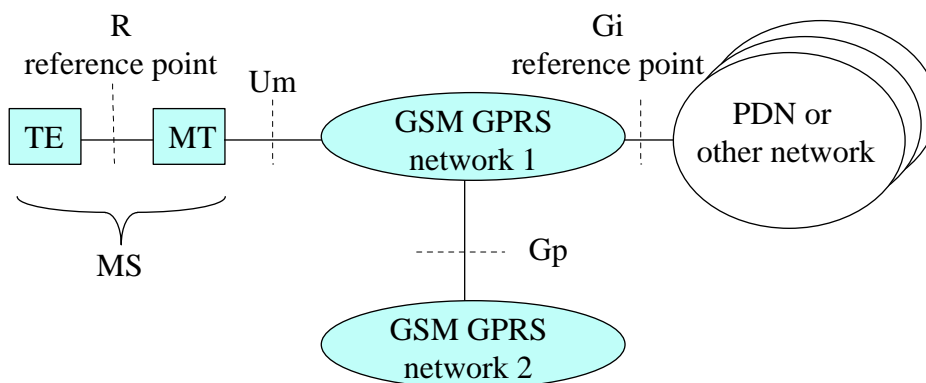 R
reference point
Gi
reference point
Um
TE
MT
GSM GPRS
network 1
PDN or
other network
MS
Gp
GSM GPRS
network 2